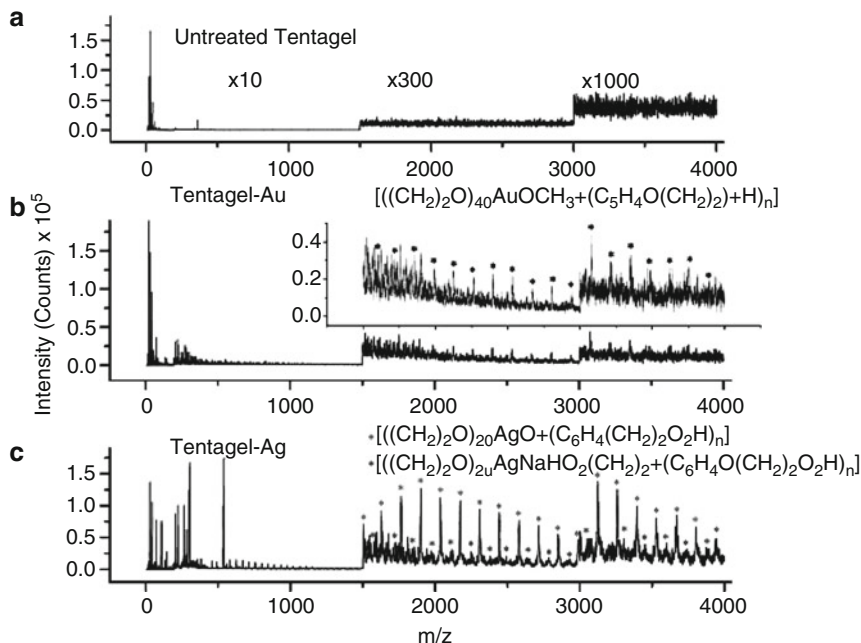 a
Untreated Tentagel
x10 x300 x1000
1.5
1.0
0.5
0.0
0 1000 2000 3000 4000
Tentagel-Au [((CH2)2O)40AuOCH3+(C5H4O(CH2)2)+H)n]
b
1.5
1.0
0.5
0.0
0.4
0.2
0.0
0 1000 2000 3000 4000
Intensity (Counts) x 10⁵
*[((CH2)2O)20AgO+(C6H4(CH2)2O2H)n]
Tentagel-Ag
*[((CH2)2O)2uAgNaHO2(CH2)2+(C6H4O(CH2)2O2H)n]
c
1.5
1.0
0.5
0.0
0 1000 2000 3000 4000
m/z